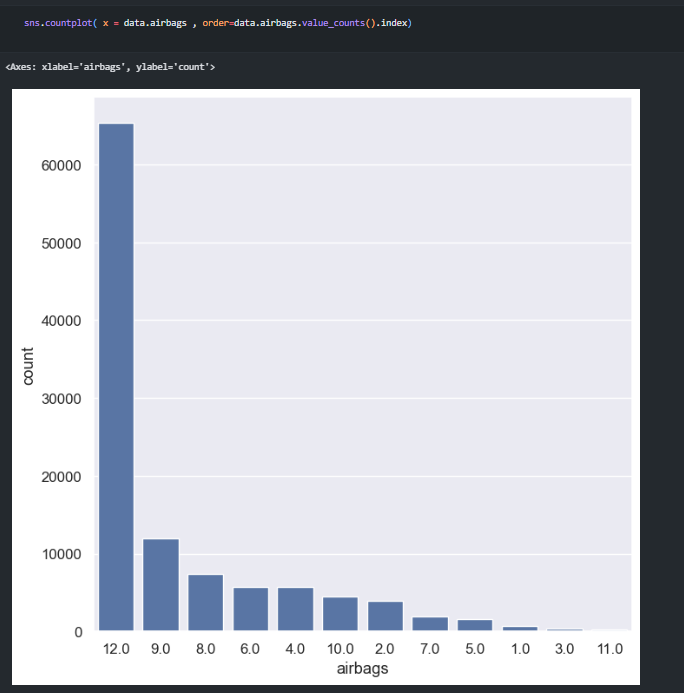 sns.countplot( x = data.airbags , order=data.airbags.value_counts().index)
<Axes: xlabel='airbags', ylabel='count'>
60000
50000
40000
30000
20000
10000
0
count
12.0 9.0 8.0 6.0 4.0 10.0 2.0 7.0 5.0 1.0 3.0 11.0
airbags